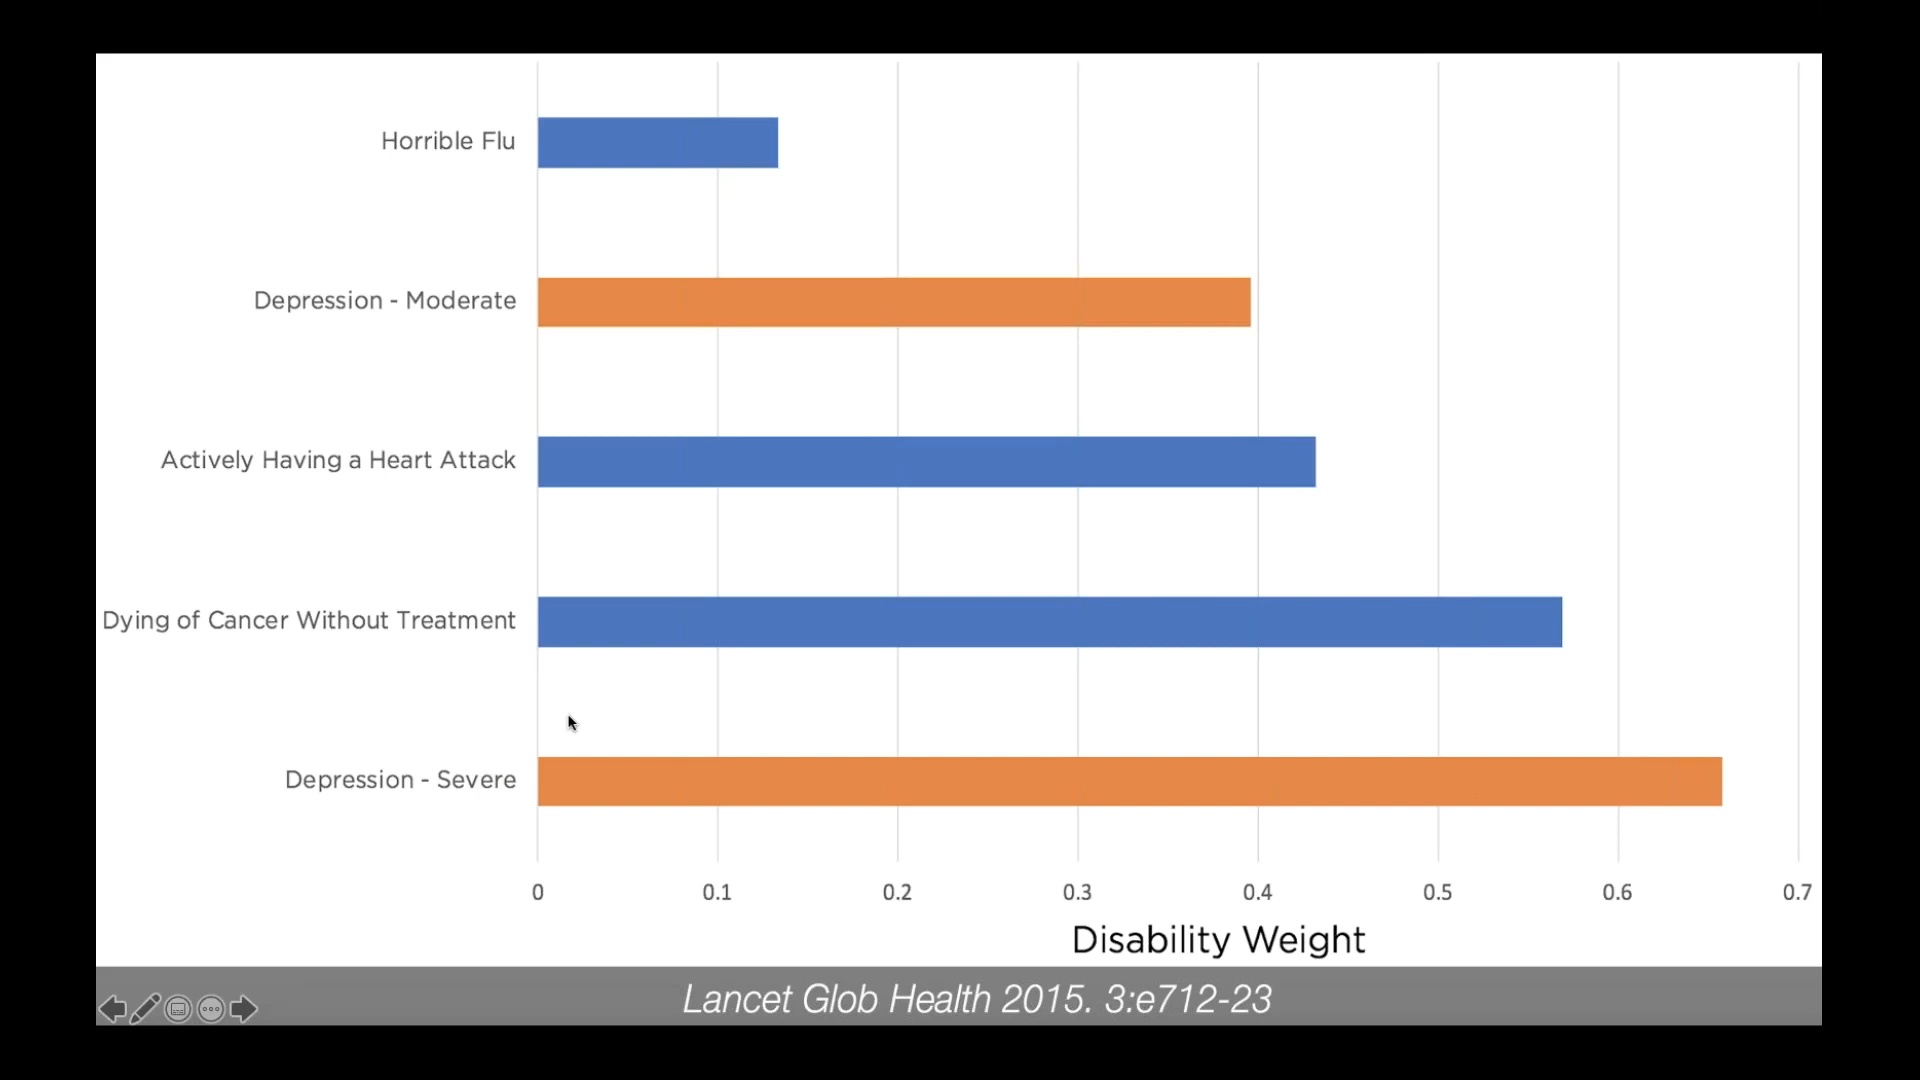 Horrible Flu
Depression - Moderate
Actively Having a Heart Attack
Dying of Cancer Without Treatment
Depression - Severe
0 0.1 0.2 0.3 0.4 0.5 0.6 0.7
Disability Weight
Lancet Glob Health 2015. 3:e712-23